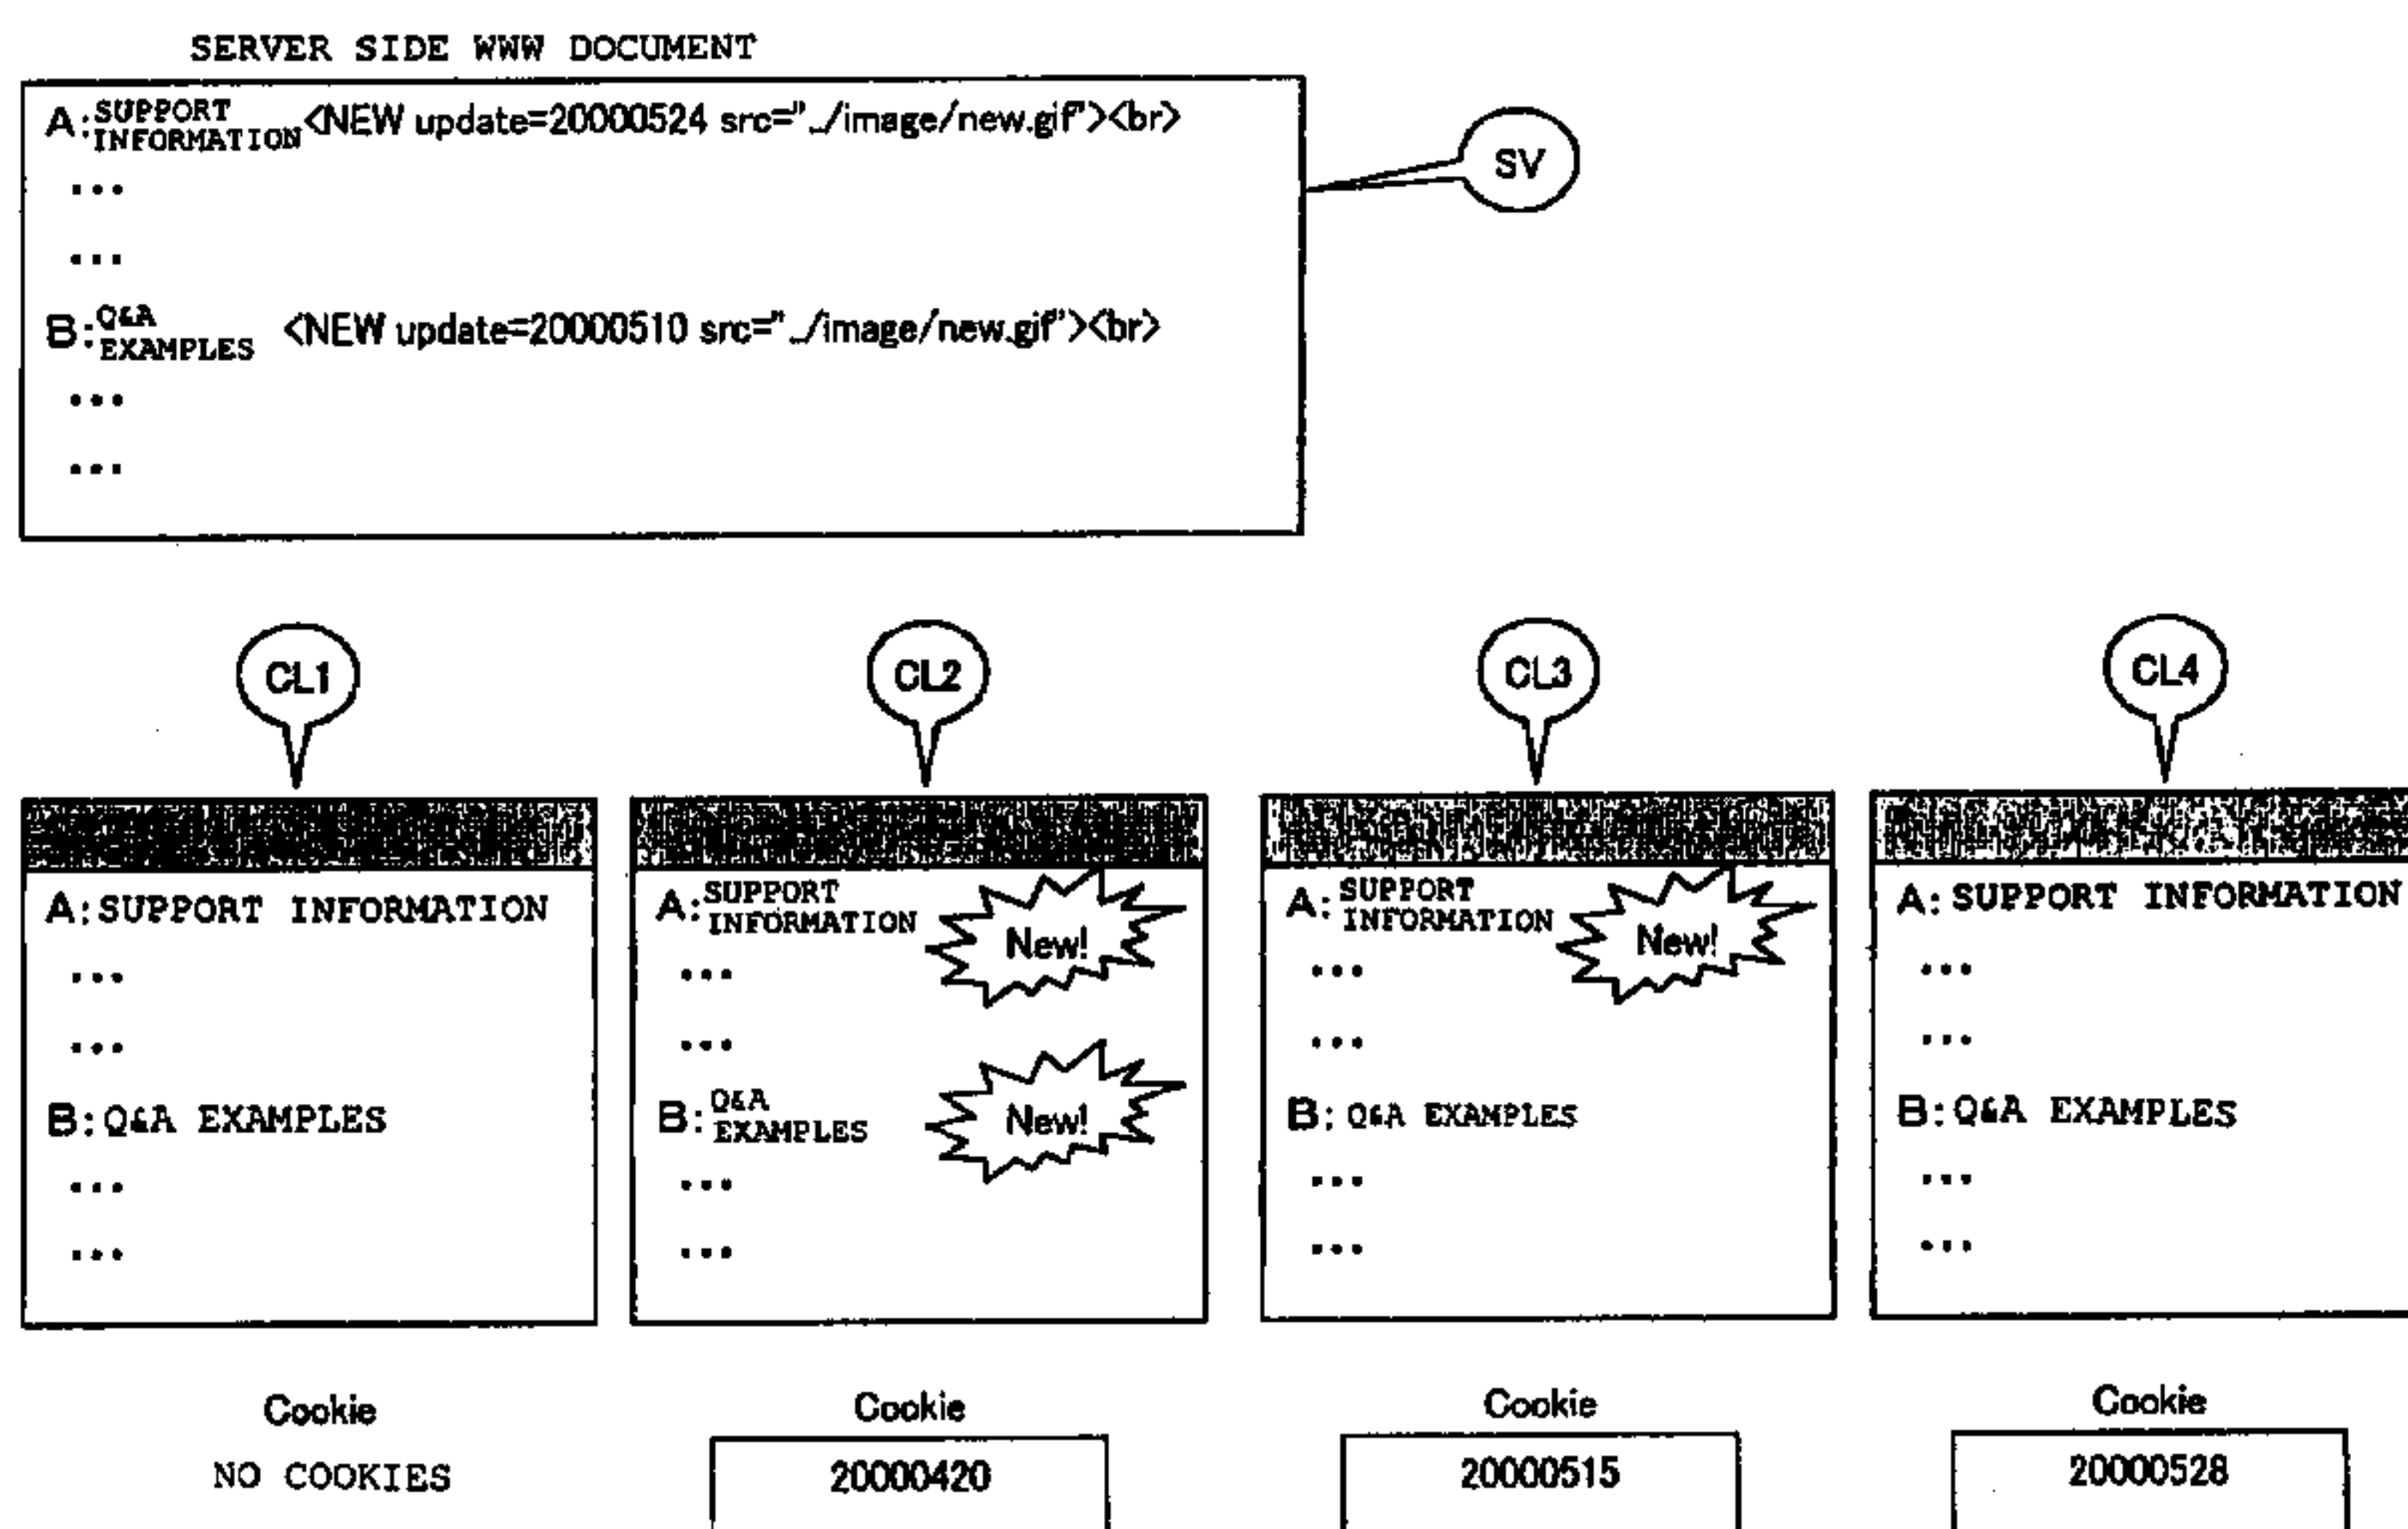 SERVER SIDE WWW DOCUMENT
A: SUPPORT INFORMATION <NEW update=20000524 src="../image/new.gif"><br>
...
...
B: Q&A EXAMPLES <NEW update=20000510 src="../image/new.gif"><br>
...
...
SV
CL1
A: SUPPORT INFORMATION
...
...
B: Q&A EXAMPLES
...
...
Cookie
NO COOKIES
CL2
A: SUPPORT INFORMATION New!
...
...
B: Q&A EXAMPLES New!
...
...
Cookie
20000420
CL3
A: SUPPORT INFORMATION New!
...
...
B: Q&A EXAMPLES
...
...
Cookie
20000515
CL4
A: SUPPORT INFORMATION
...
...
B: Q&A EXAMPLES
...
...
Cookie
20000528